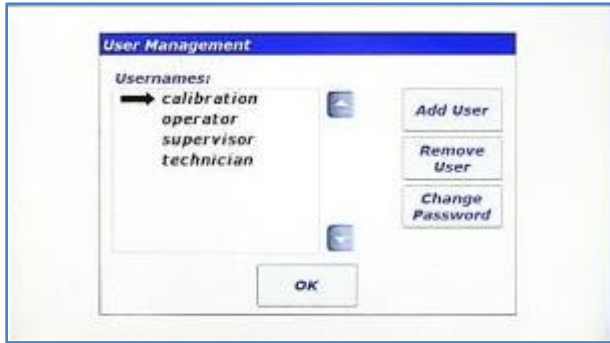 User Management
Usernames:
calibration
operator
supervisor
technician
Add User
Remove
User
Change
Password
OK